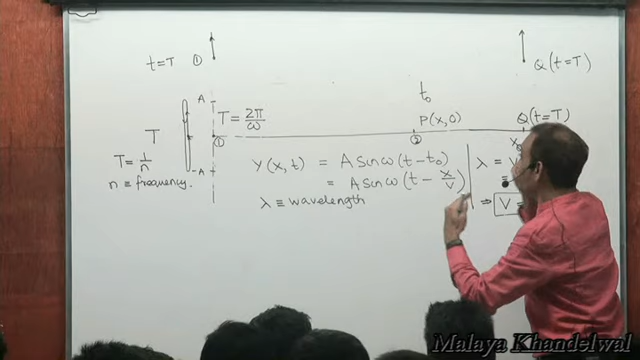 t=T ①
Q(t=T)
t₀
A
T = 2π/ω
P(x,0)
Q(t=T)
T
①
②
T = 1/n
y(x,t) = A sin ω(t − t₀)
n ≡ frequency.
−A
= A sin ω(t − x/v)
λ ≡ wavelength
λ =
⇒ V =
Malaya Khandelwal